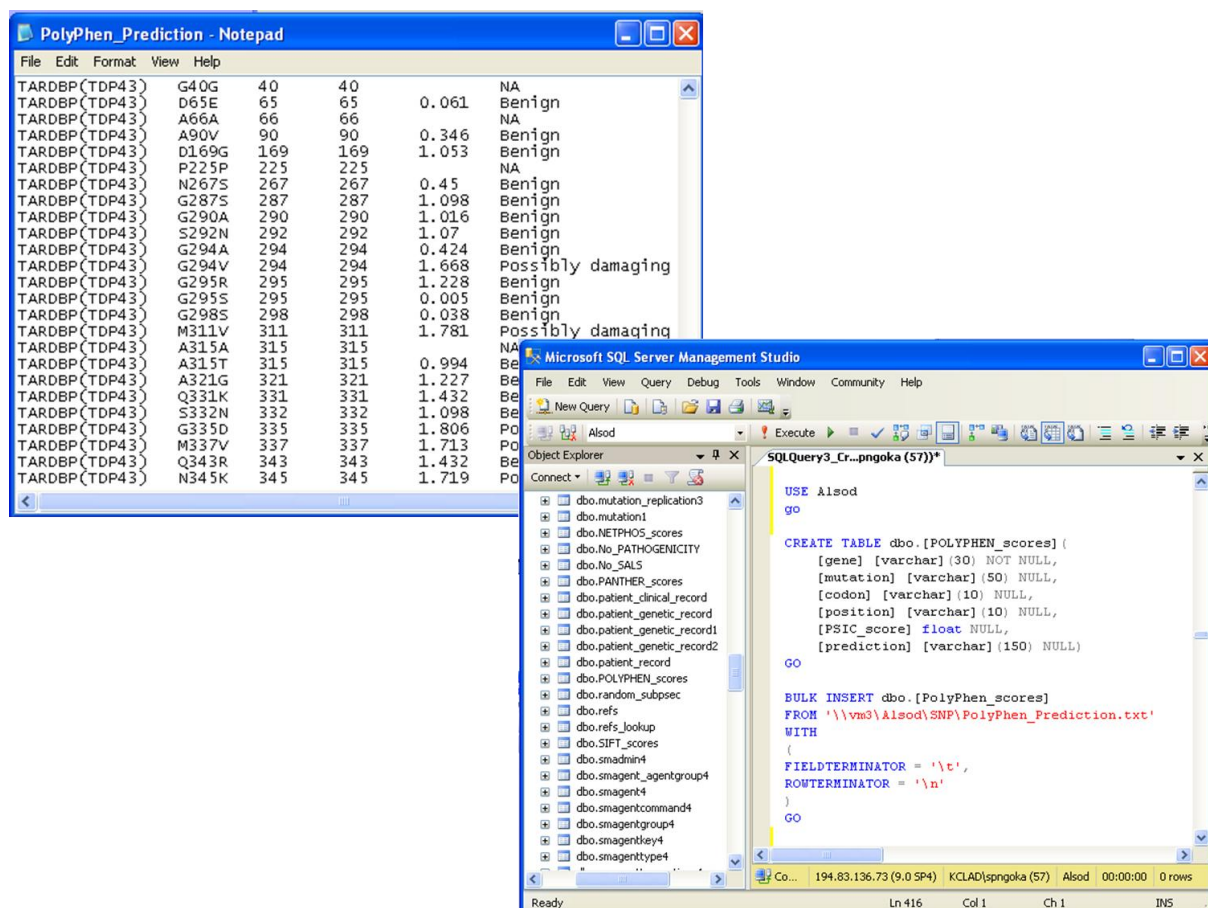 PolyPhen_Prediction - Notepad
File Edit Format View Help
TARDBP(TDP43) G40G 40 40 NA
TARDBP(TDP43) D65E 65 65 0.061 Benign
TARDBP(TDP43) A66A 66 66 NA
TARDBP(TDP43) A90V 90 90 0.346 Benign
TARDBP(TDP43) D169G 169 169 1.053 Benign
TARDBP(TDP43) P225P 225 225 NA
TARDBP(TDP43) N267S 267 267 0.45 Benign
TARDBP(TDP43) G287S 287 287 1.098 Benign
TARDBP(TDP43) G290A 290 290 1.016 Benign
TARDBP(TDP43) S292N 292 292 1.07 Benign
TARDBP(TDP43) G294A 294 294 0.424 Benign
TARDBP(TDP43) G294V 294 294 1.668 Possibly damaging
TARDBP(TDP43) G295R 295 295 1.228 Benign
TARDBP(TDP43) G295S 295 295 0.005 Benign
TARDBP(TDP43) G298S 298 298 0.038 Benign
TARDBP(TDP43) M311V 311 311 1.781 Possibly damaging
TARDBP(TDP43) A315A 315 315 NA
TARDBP(TDP43) A315T 315 315 0.994 Be
TARDBP(TDP43) A321G 321 321 1.227 Be
TARDBP(TDP43) Q331K 331 331 1.432 Be
TARDBP(TDP43) S332N 332 332 1.098 Be
TARDBP(TDP43) G335D 335 335 1.806 Po
TARDBP(TDP43) M337V 337 337 1.713 Po
TARDBP(TDP43) Q343R 343 343 1.432 Be
TARDBP(TDP43) N345K 345 345 1.719 Po
Microsoft SQL Server Management Studio
File Edit View Query Debug Tools Window Community Help
New Query
Alsod Execute
Object Explorer
Connect
dbo.mutation_replication3
dbo.mutation1
dbo.NETPHOS_scores
dbo.No_PATHOGENICITY
dbo.No_SALS
dbo.PANTHER_scores
dbo.patient_clinical_record
dbo.patient_genetic_record
dbo.patient_genetic_record1
dbo.patient_genetic_record2
dbo.patient_record
dbo.POLYPHEN_scores
dbo.random_subpsec
dbo.refs
dbo.refs_lookup
dbo.SIFT_scores
dbo.smadmin4
dbo.smagent_agentgroup4
dbo.smagent4
dbo.smagentcommand4
dbo.smagentgroup4
dbo.smagentkey4
dbo.smagenttype4
SQLQuery3_Cr...pngoka (57))*
USE Alsod
go
CREATE TABLE dbo.[POLYPHEN_scores](
[gene] [varchar](30) NOT NULL,
[mutation] [varchar](50) NULL,
[codon] [varchar](10) NULL,
[position] [varchar](10) NULL,
[PSIC_score] float NULL,
[prediction] [varchar](150) NULL)
GO
BULK INSERT dbo.[PolyPhen_scores]
FROM '\\vm3\Alsod\SNP\PolyPhen_Prediction.txt'
WITH
(
FIELDTERMINATOR = '\t',
ROWTERMINATOR = '\n'
)
GO
Co... 194.83.136.73 (9.0 SP4) KCLAD\spngoka (57) Alsod 00:00:00 0 rows
Ready Ln 416 Col 1 Ch 1 INS